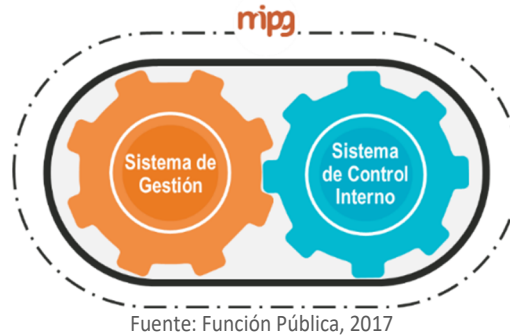 mipg
Sistema de
Gestión
Sistema
de Control
Interno
Fuente: Función Pública, 2017